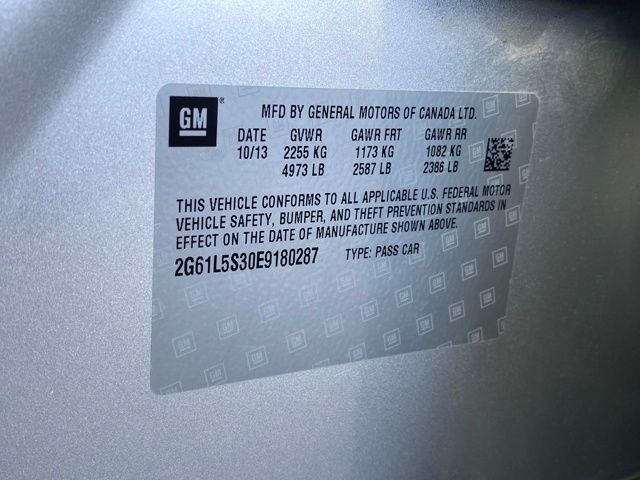 GM ® MFD BY GENERAL MOTORS OF CANADA LTD.
DATE GVWR GAWR FRT GAWR RR
10/13 2255 KG 1173 KG 1082 KG
4973 LB 2587 LB 2386 LB
THIS VEHICLE CONFORMS TO ALL APPLICABLE U.S. FEDERAL MOTOR
VEHICLE SAFETY, BUMPER, AND THEFT PREVENTION STANDARDS IN
EFFECT ON THE DATE OF MANUFACTURE SHOWN ABOVE.
2G61L5S30E9180287 TYPE: PASS CAR